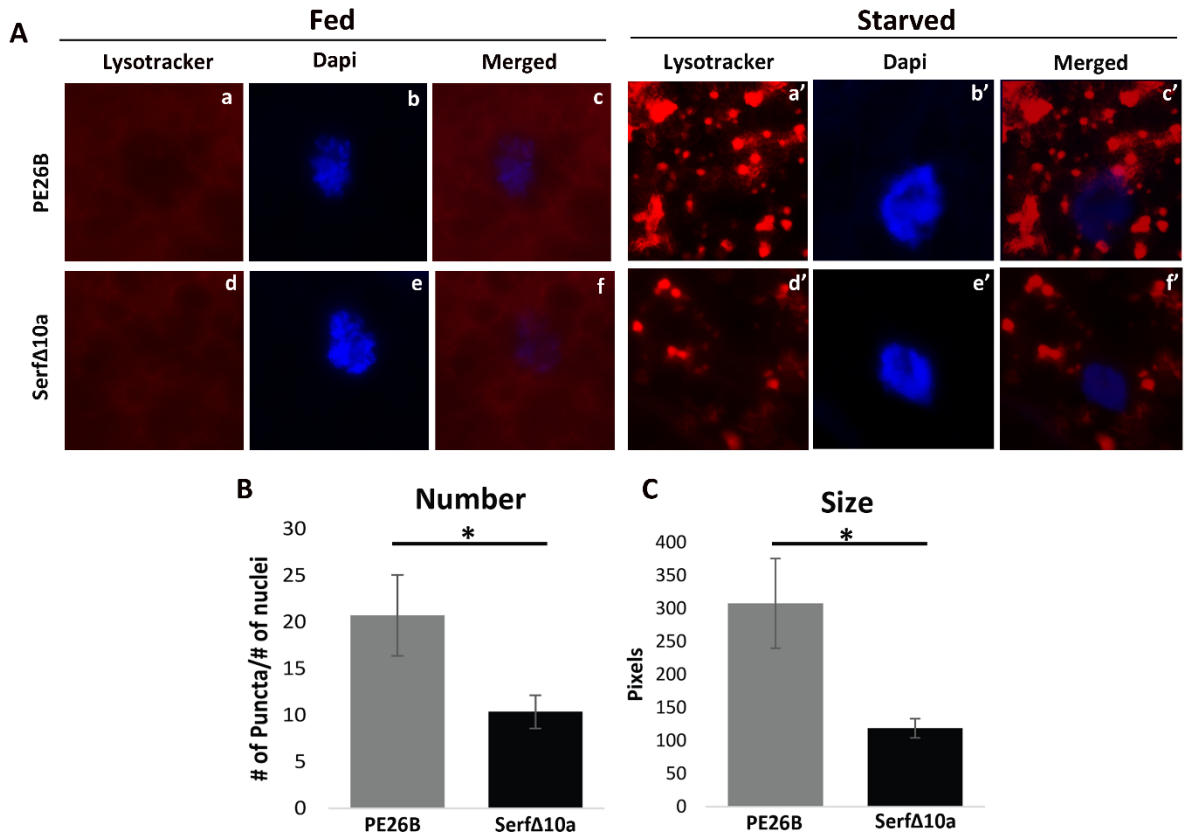 A
Fed
Starved
Lysotracker Dapi Merged
Lysotracker Dapi Merged
PE26B
a b c a’ b’ c’
SerfΔ10a
d e f d’ e’ f’
B
Number
*
# of Puncta/# of nuclei
30
25
20
15
10
5
0
PE26B SerfΔ10a
C
Size
*
Pixels
400
350
300
250
200
150
100
50
0
PE26B SerfΔ10a